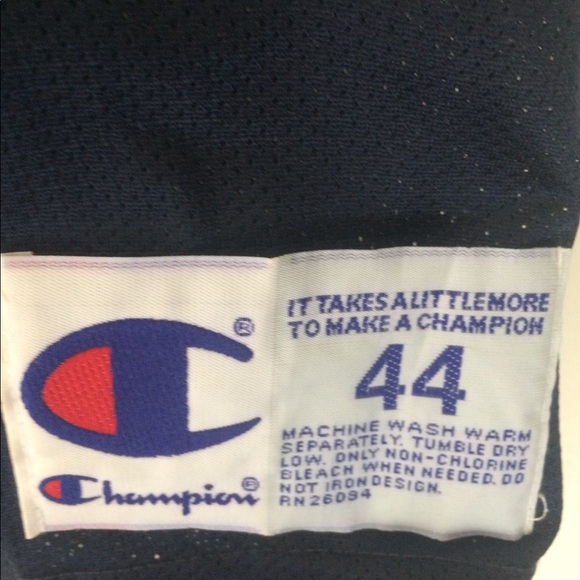 ®
Champion®
IT TAKES A LITTLE MORE
TO MAKE A CHAMPION
44
MACHINE WASH WARM
SEPARATELY. TUMBLE DRY
LOW. ONLY NON-CHLORINE
BLEACH WHEN NEEDED. DO
NOT IRON DESIGN.
RN 26094